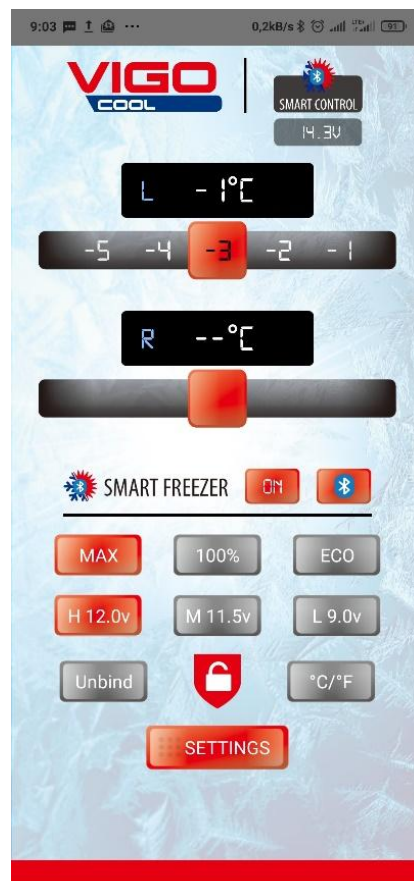 9:03 ... 0,2kB/s 91
VIGO
COOL
SMART CONTROL
14.3V
L -1°C
-5 -4 -3 -2 -1
R --°C
SMART FREEZER ON
MAX 100% ECO
H 12.0v M 11.5v L 9.0v
Unbind °C/°F
SETTINGS